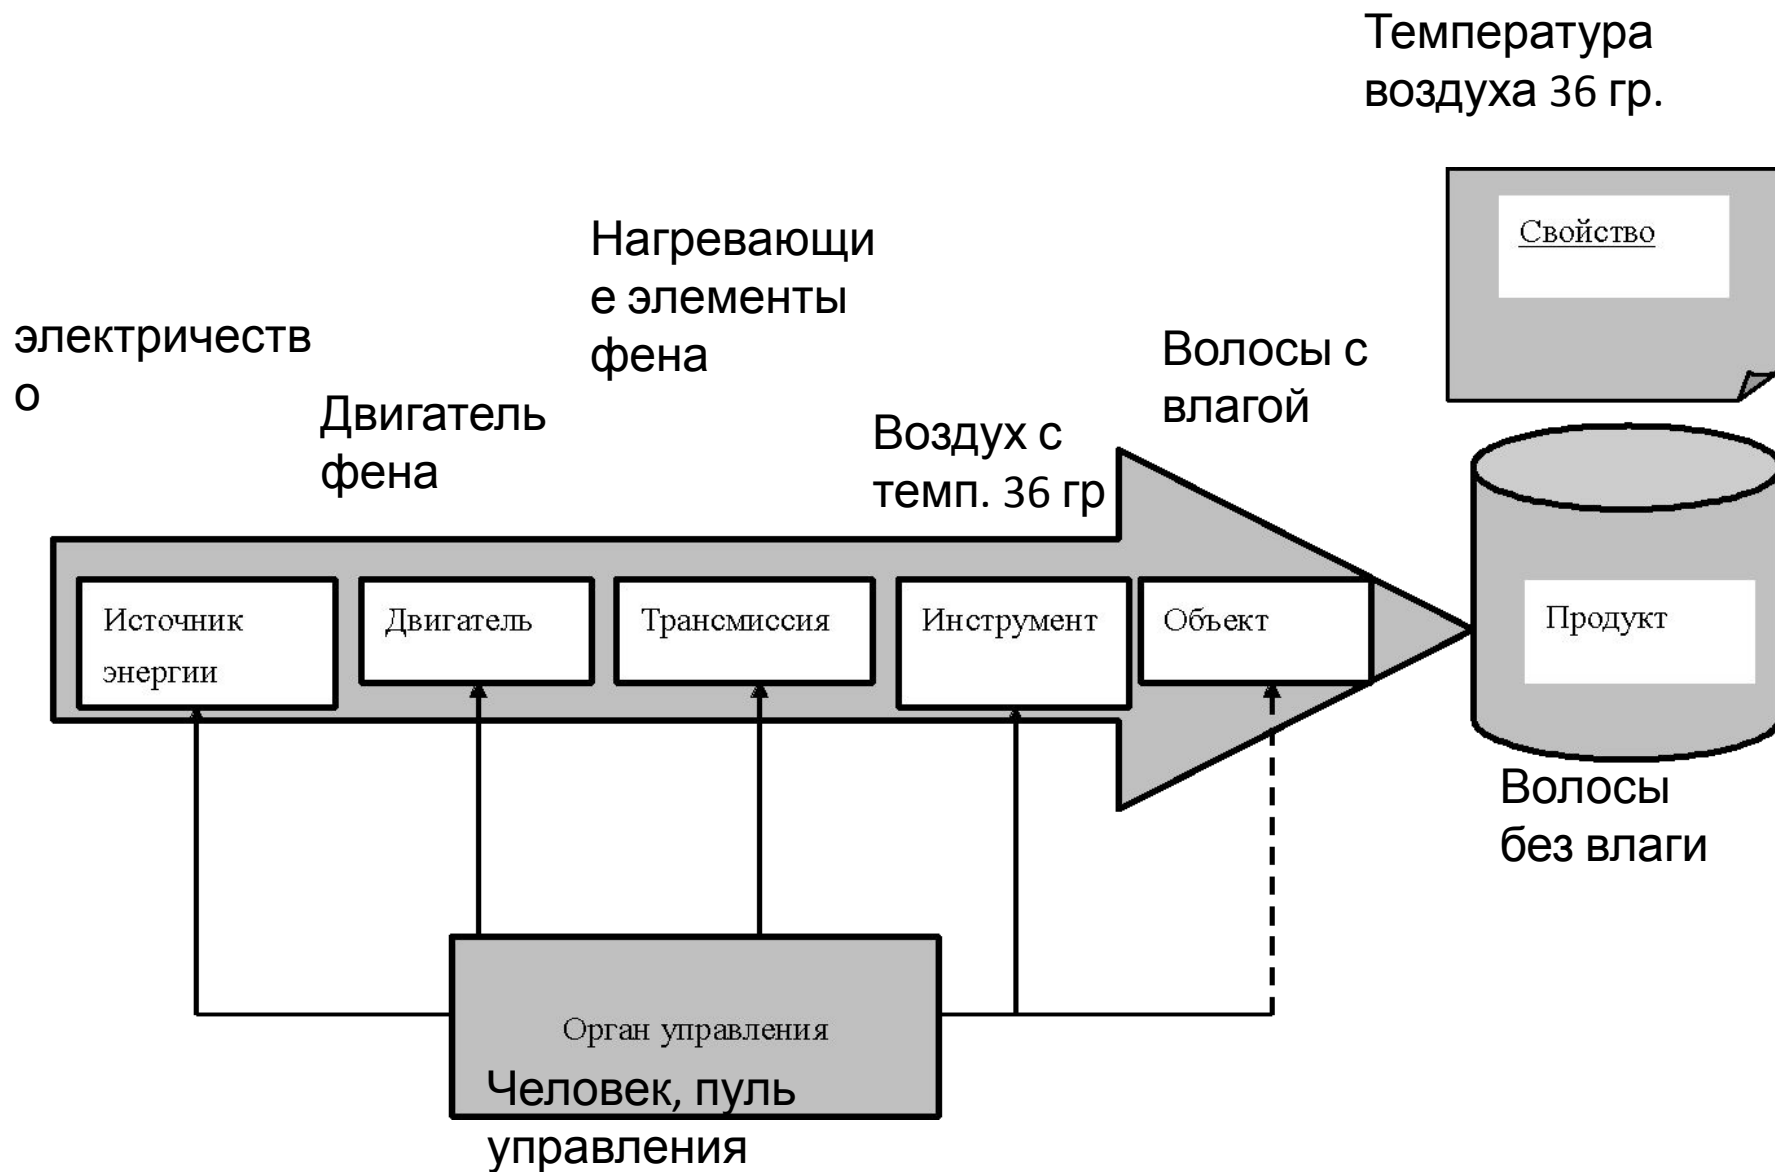 Температура
воздуха 36 гр.
Свойство
Нагревающи
е элементы
фена
электричеств
о
Двигатель
фена
Воздух с
темп. 36 гр
Волосы с
влагой
Источник
энергии
Двигатель
Трансмиссия
Инструмент
Объект
Продукт
Волосы
без влаги
Орган управления
Человек, пуль
управления